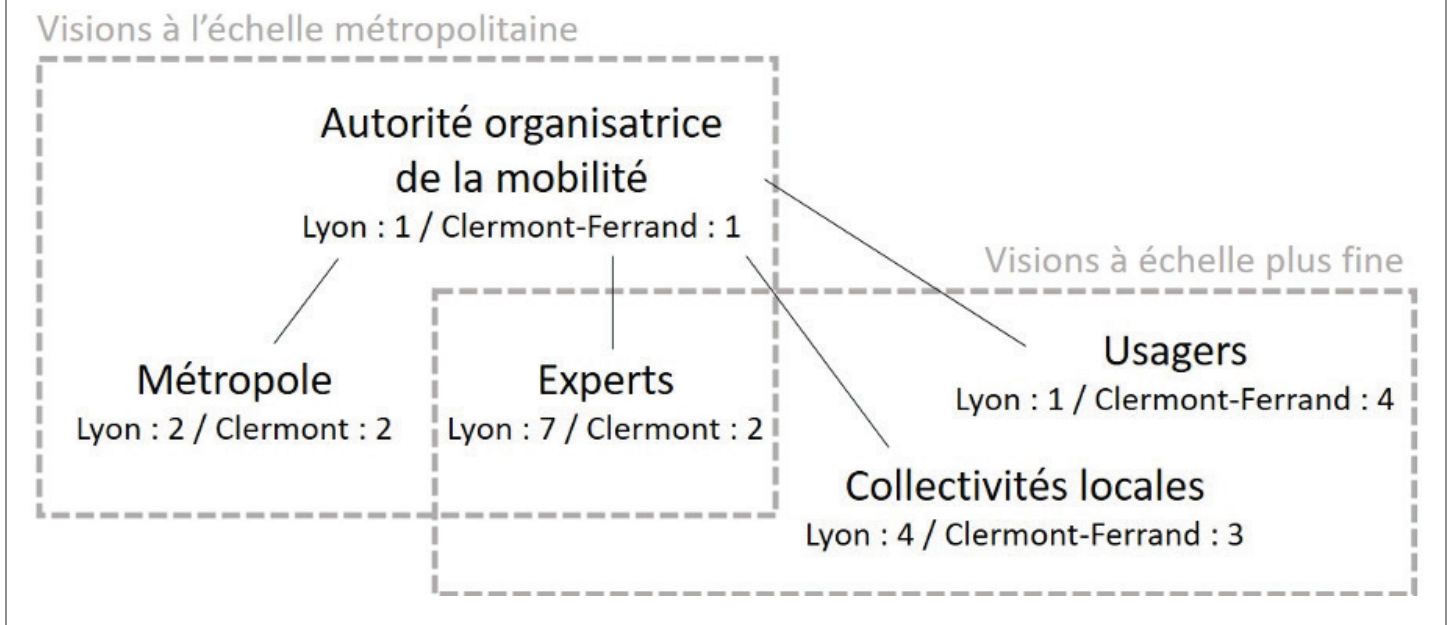 Visions à l’échelle métropolitaine
Autorité organisatrice
de la mobilité
Lyon : 1 / Clermont-Ferrand : 1
Visions à échelle plus fine
Métropole
Lyon : 2 / Clermont : 2
Experts
Lyon : 7 / Clermont : 2
Usagers
Lyon : 1 / Clermont-Ferrand : 4
Collectivités locales
Lyon : 4 / Clermont-Ferrand : 3